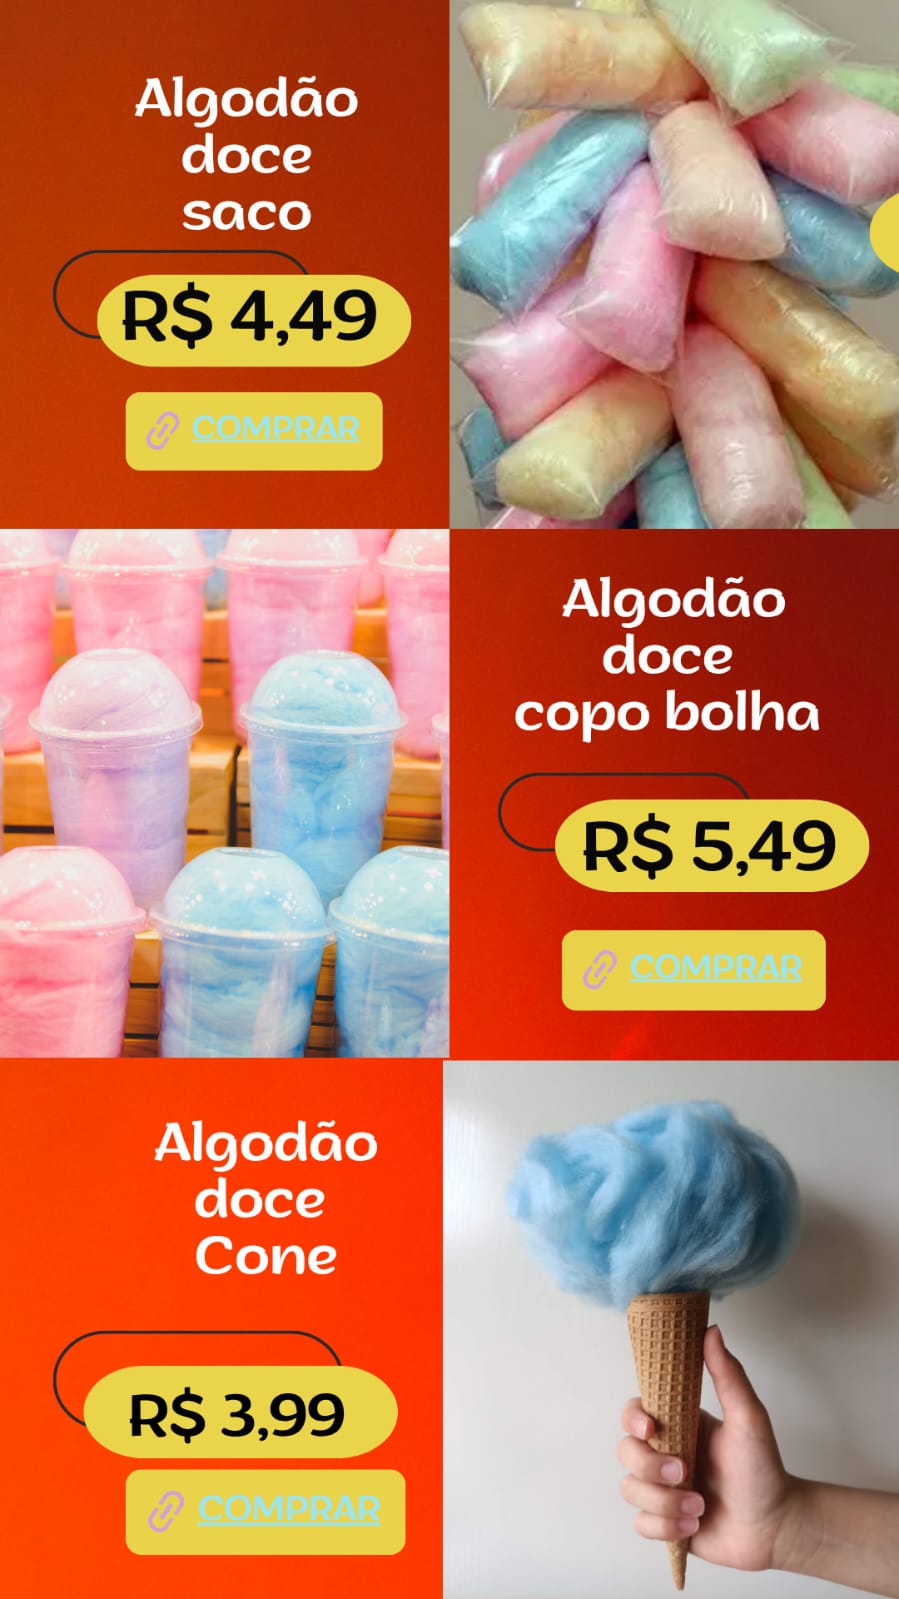 Algodão
doce
saco
R$ 4,49
COMPRAR
Algodão
doce
copo bolha
R$ 5,49
COMPRAR
Algodão
doce
Cone
R$ 3,99
COMPRAR